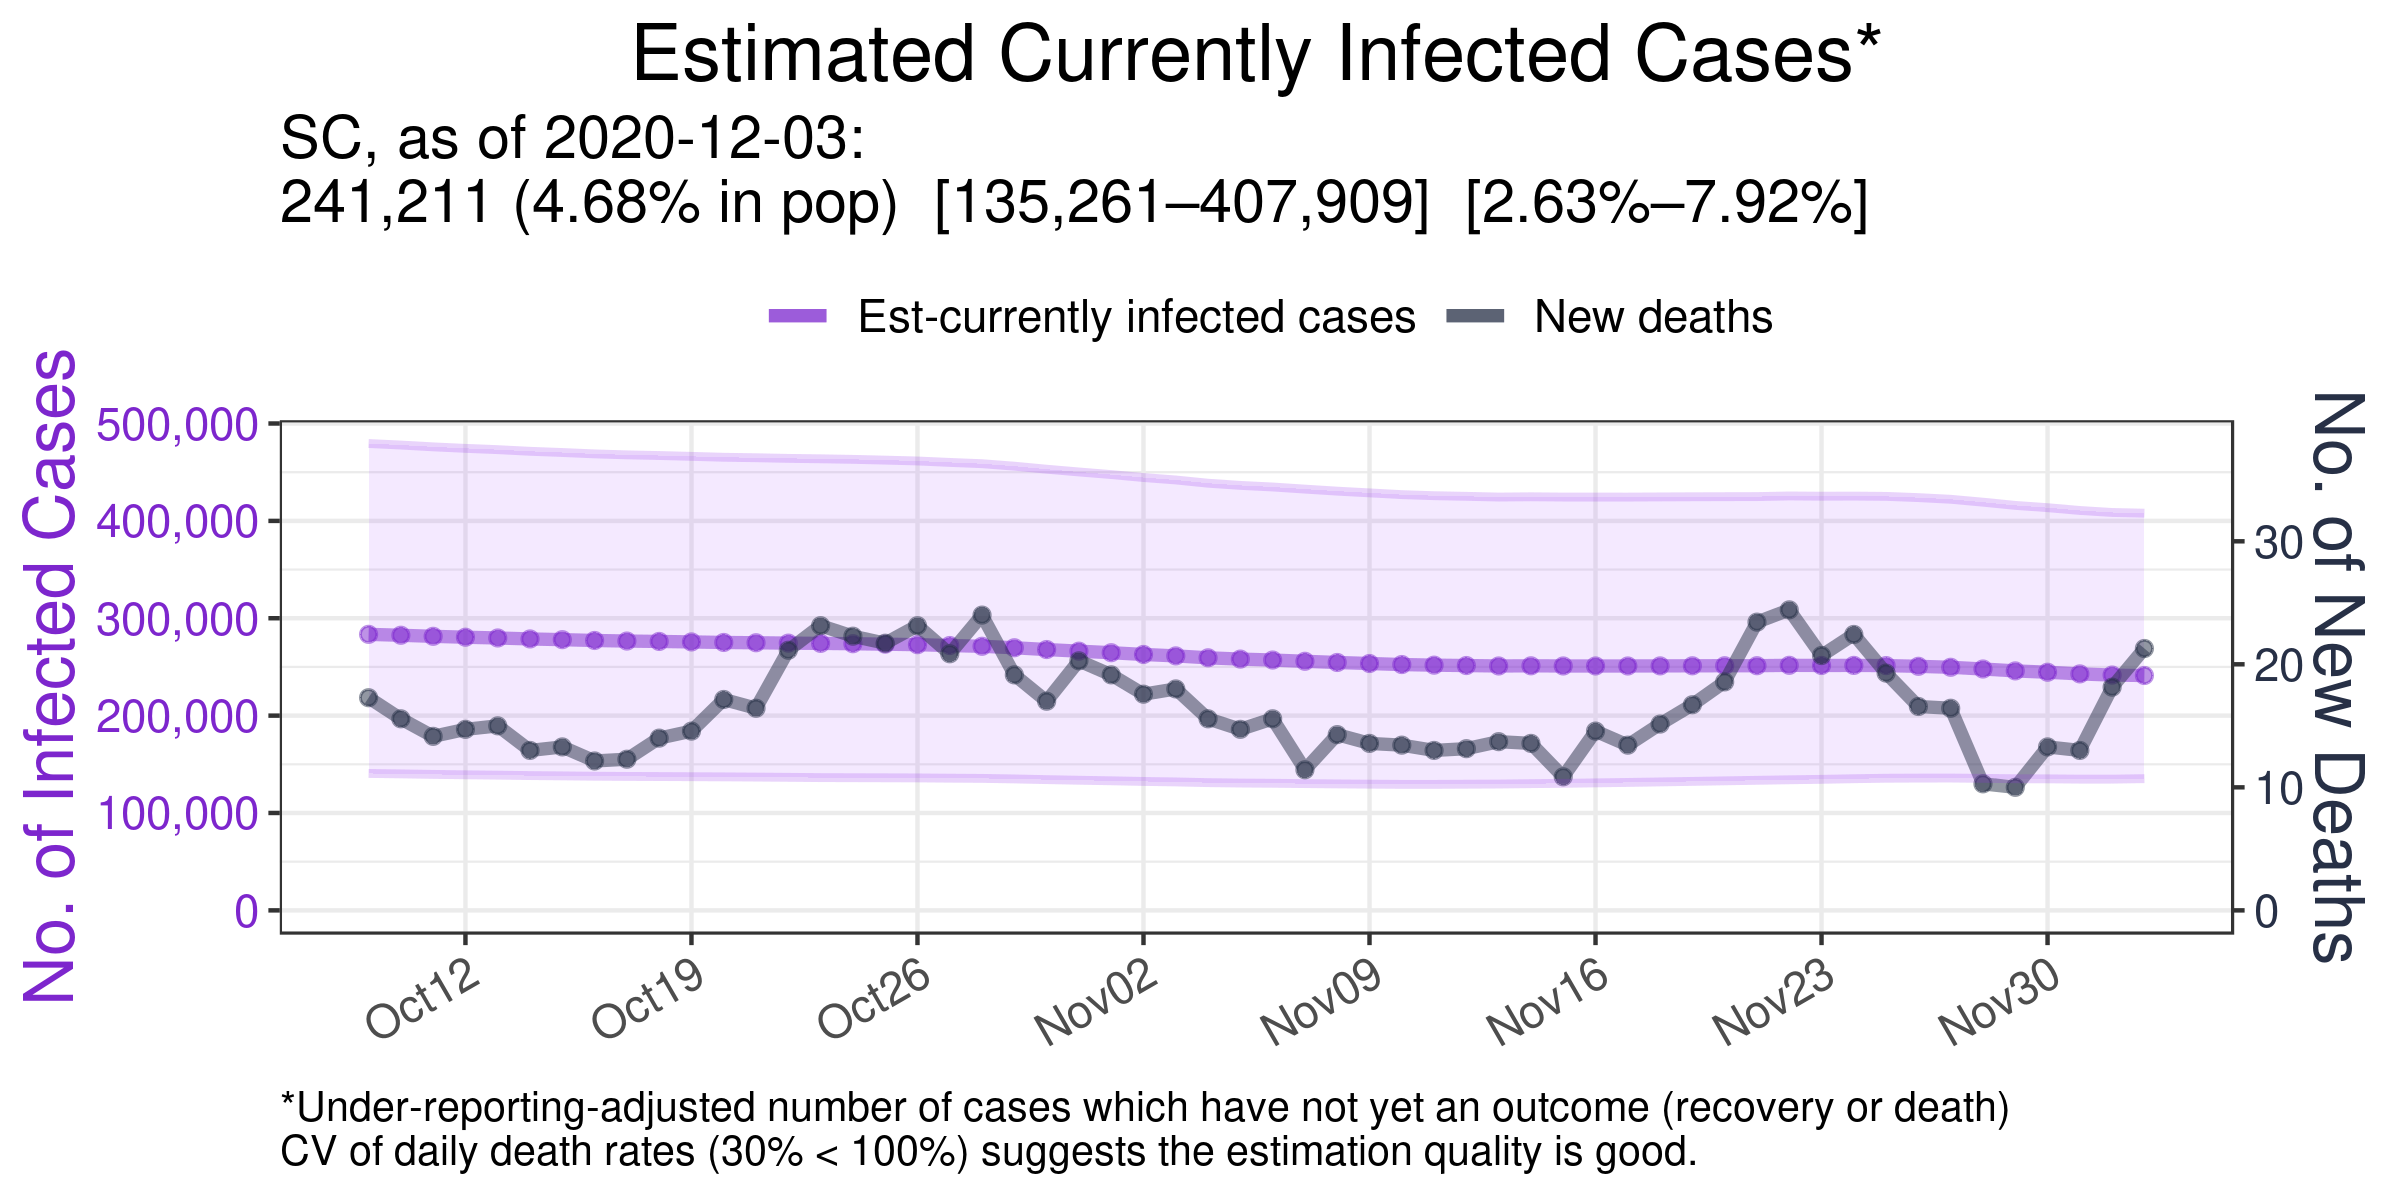 Estimated Currently Infected Cases*
SC, as of 2020-12-03:
241,211 (4.68% in pop) [135,261–407,909] [2.63%–7.92%]
Est-currently infected cases
New deaths
No. of Infected Cases
500,000
400,000
300,000
200,000
100,000
0
No. of New Deaths
30
20
10
0
Oct12
Oct19
Oct26
Nov02
Nov09
Nov16
Nov23
Nov30
*Under-reporting-adjusted number of cases which have not yet an outcome (recovery or death)
CV of daily death rates (30% < 100%) suggests the estimation quality is good.